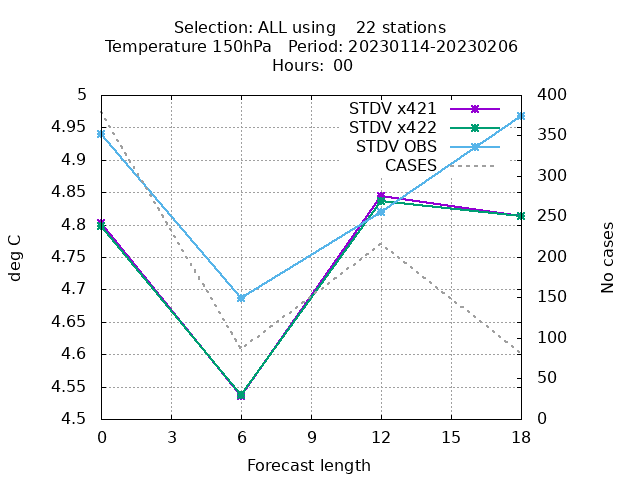 Selection: ALL using    22 stations
Temperature 150hPa   Period: 20230114-20230206
Hours:  00
STDV x421
STDV x422
STDV OBS
CASES
deg C
5
4.95
4.9
4.85
4.8
4.75
4.7
4.65
4.6
4.55
4.5
400
350
300
250
200
150
100
50
0
No cases
0 3 6 9 12 15 18
Forecast length